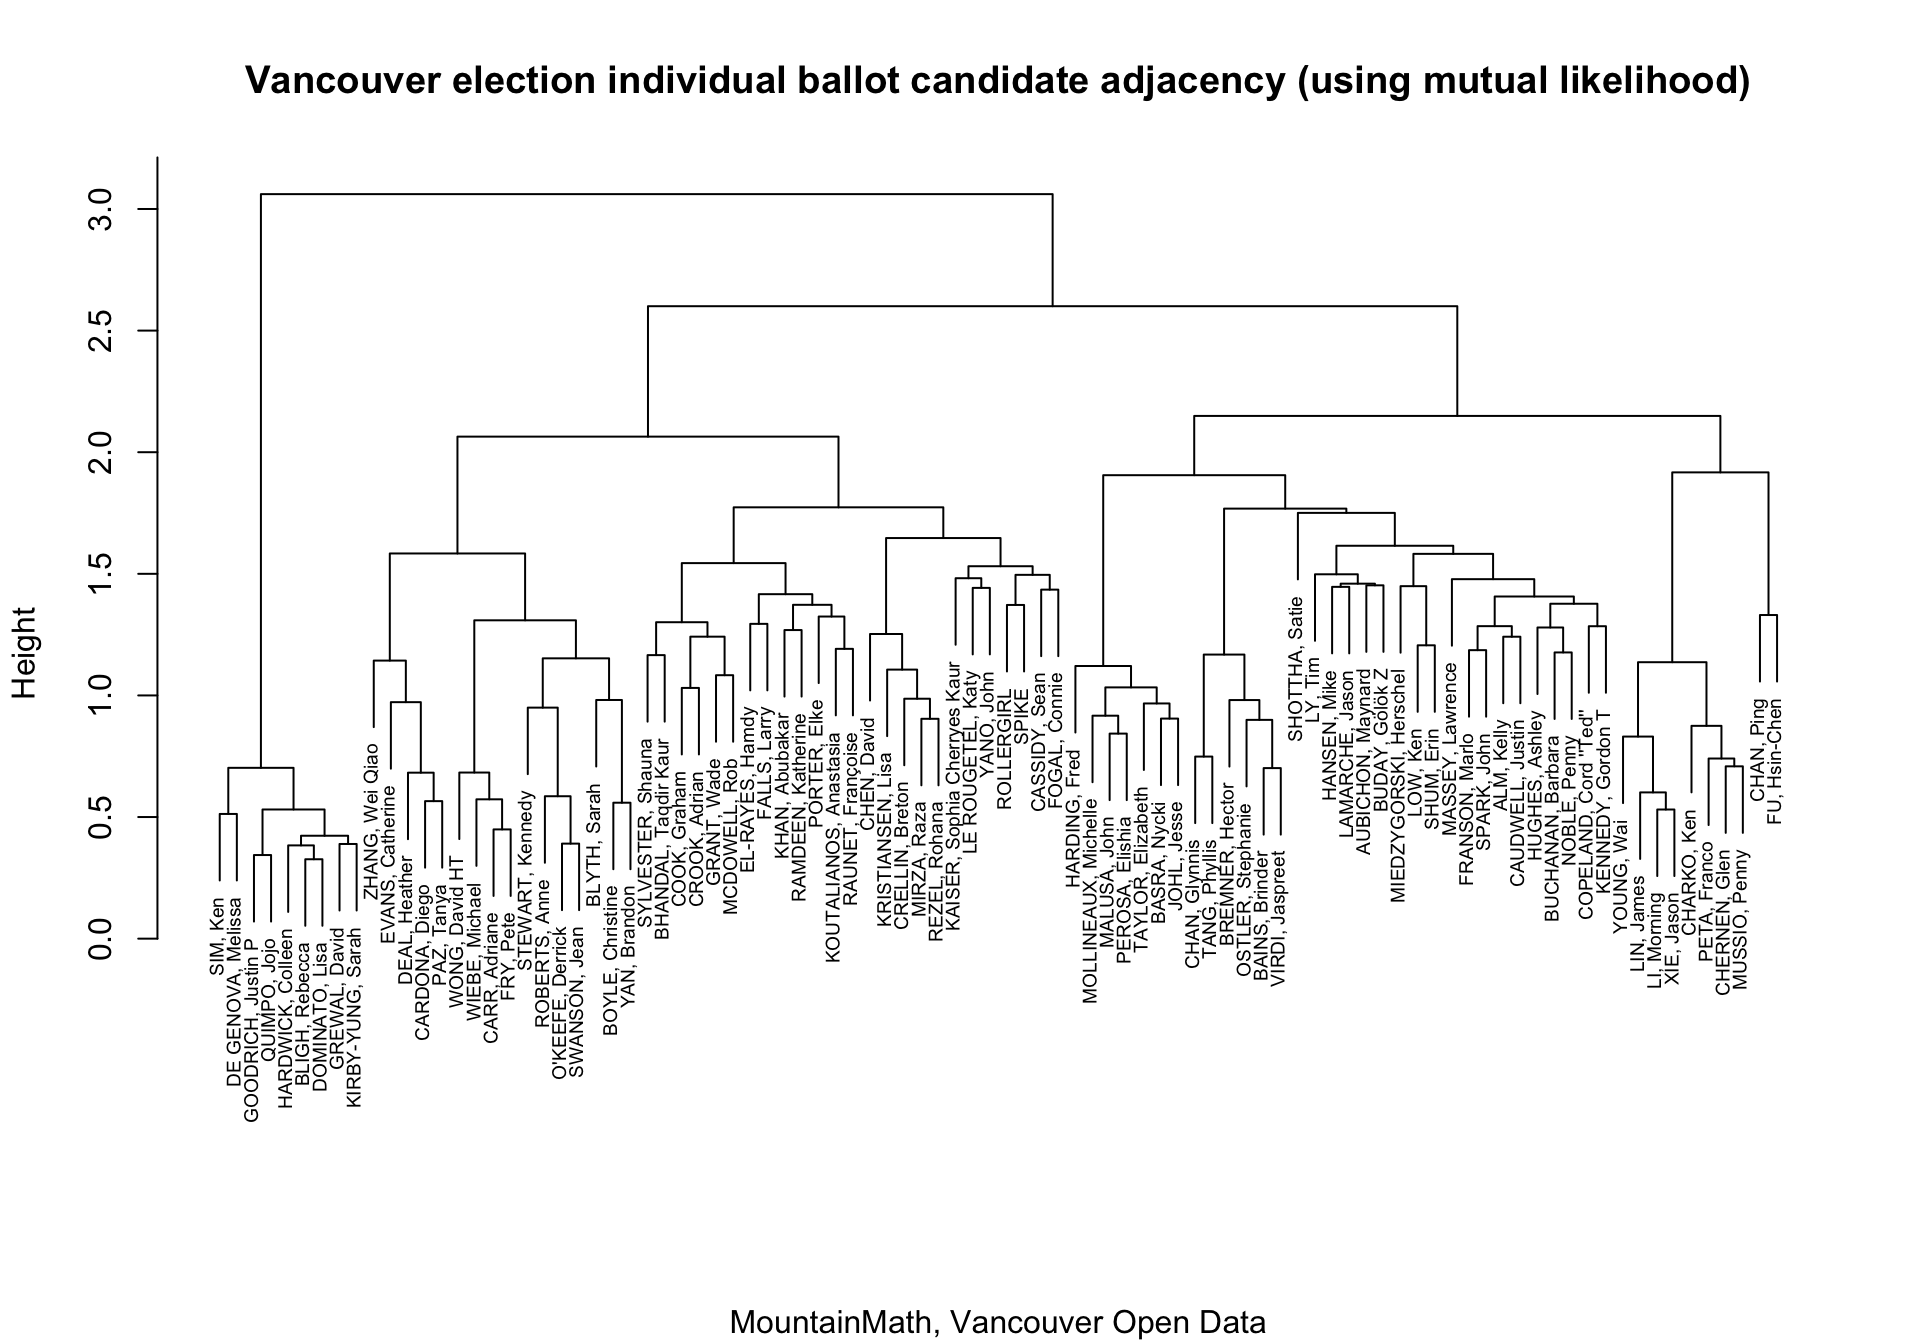 Vancouver election individual ballot candidate adjacency (using mutual likelihood)
Height
3.0
2.5
2.0
1.5
1.0
0.5
0.0
SIM, Ken
DE GENOVA, Melissa
GOODRICH, Justin P
QUIMPO, Jojo
HARDWICK, Colleen
BLIGH, Rebecca
DOMINATO, Lisa
GREWAL, David
KIRBY-YUNG, Sarah
ZHANG, Wei Qiao
EVANS, Catherine
DEAL, Heather
CARDONA, Diego
PAZ, Tanya
WONG, David HT
WIEBE, Michael
CARR, Adriane
FRY, Pete
STEWART, Kennedy
ROBERTS, Anne
O'KEEFE, Derrick
SWANSON, Jean
BLYTH, Sarah
BOYLE, Christine
YAN, Brandon
SYLVESTER, Shauna
BHANDAL, Taqdir Kaur
COOK, Graham
CROOK, Adrian
GRANT, Wade
MCDOWELL, Rob
EL-RAYES, Hamdy
FALLS, Larry
KHAN, Abubakar
RAMDEEN, Katherine
PORTER, Elke
KOUTALIANOS, Anastasia
RAUNET, Françoise
CHEN, David
KRISTIANSEN, Lisa
CRELLIN, Breton
MIRZA, Raza
REZEL, Rohana
KAISER, Sophia Cherryes Kaur
LE ROUGETEL, Katy
YANO, John
ROLLERGIRL
SPIKE
CASSIDY, Sean
FOGAL, Connie
HARDING, Fred
MOLLINEAUX, Michelle
MALUSA, John
PEROSA, Elishia
TAYLOR, Elizabeth
BASRA, Nycki
JOHL, Jesse
CHAN, Glynnis
TANG, Phyllis
BREMNER, Hector
OSTLER, Stephanie
BAINS, Brinder
VIRDI, Jaspreet
SHOTTHA, Satie
LY, Tim
HANSEN, Mike
LAMARCHE, Jason
AUBICHON, Maynard
BUDAY, Gölök Z
MIEDZYGORSKI, Herschel
LOW, Ken
SHUM, Erin
MASSEY, Lawrence
FRANSON, Marlo
SPARK, John
ALM, Kelly
CAUDWELL, Justin
HUGHES, Ashley
BUCHANAN, Barbara
NOBLE, Penny
COPELAND, Cord "Ted"
KENNEDY, Gordon T
YOUNG, Wai
LIN, James
LI, Morning
XIE, Jason
CHARKO, Ken
PETA, Franco
CHERNEN, Glen
MUSSIO, Penny
CHAN, Ping
FU, Hsin-Chen
MountainMath, Vancouver Open Data